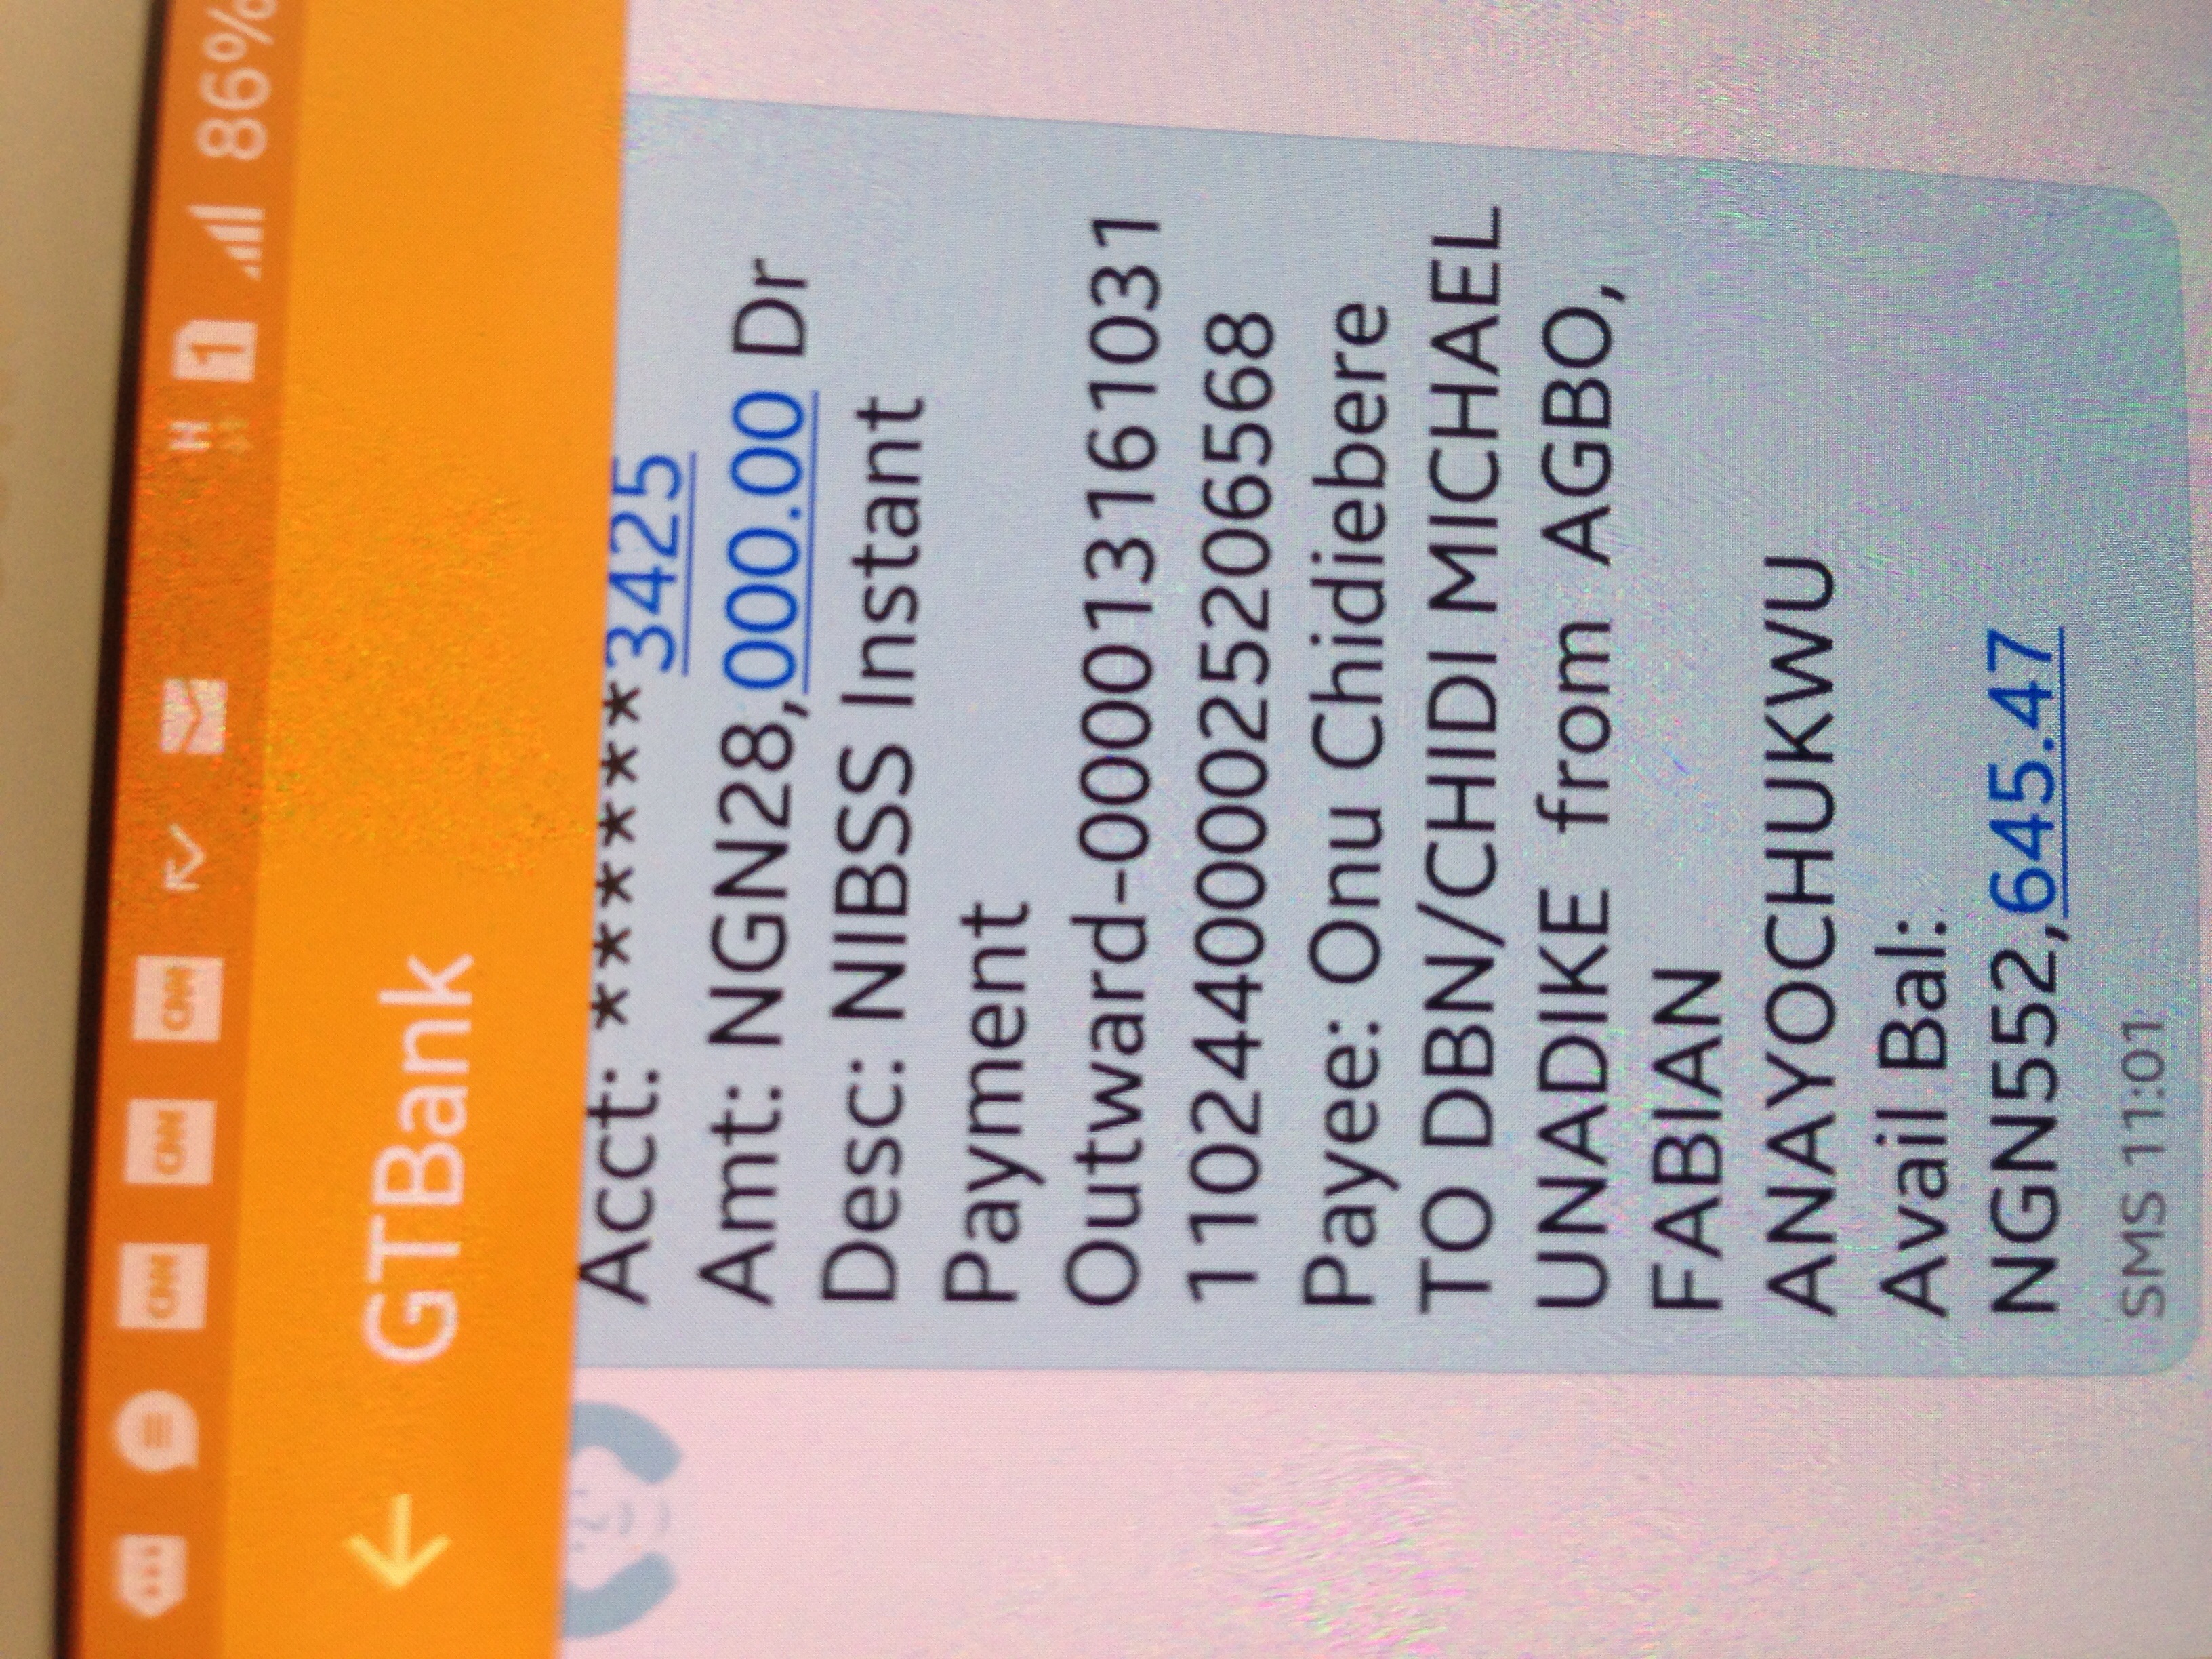 CNN CNN CNN H 1 86%
GTBank
Acct: ******3425
Amt: NGN28,000.00 Dr
Desc: NIBSS Instant
Payment
Outward-000013161031
110244000025206568
Payee: Onu Chidiebere
TO DBN/CHIDI MICHAEL
UNADIKE from AGBO,
FABIAN
ANAYOCHUKWU
Avail Bal:
NGN552,645.47
SMS 11:01